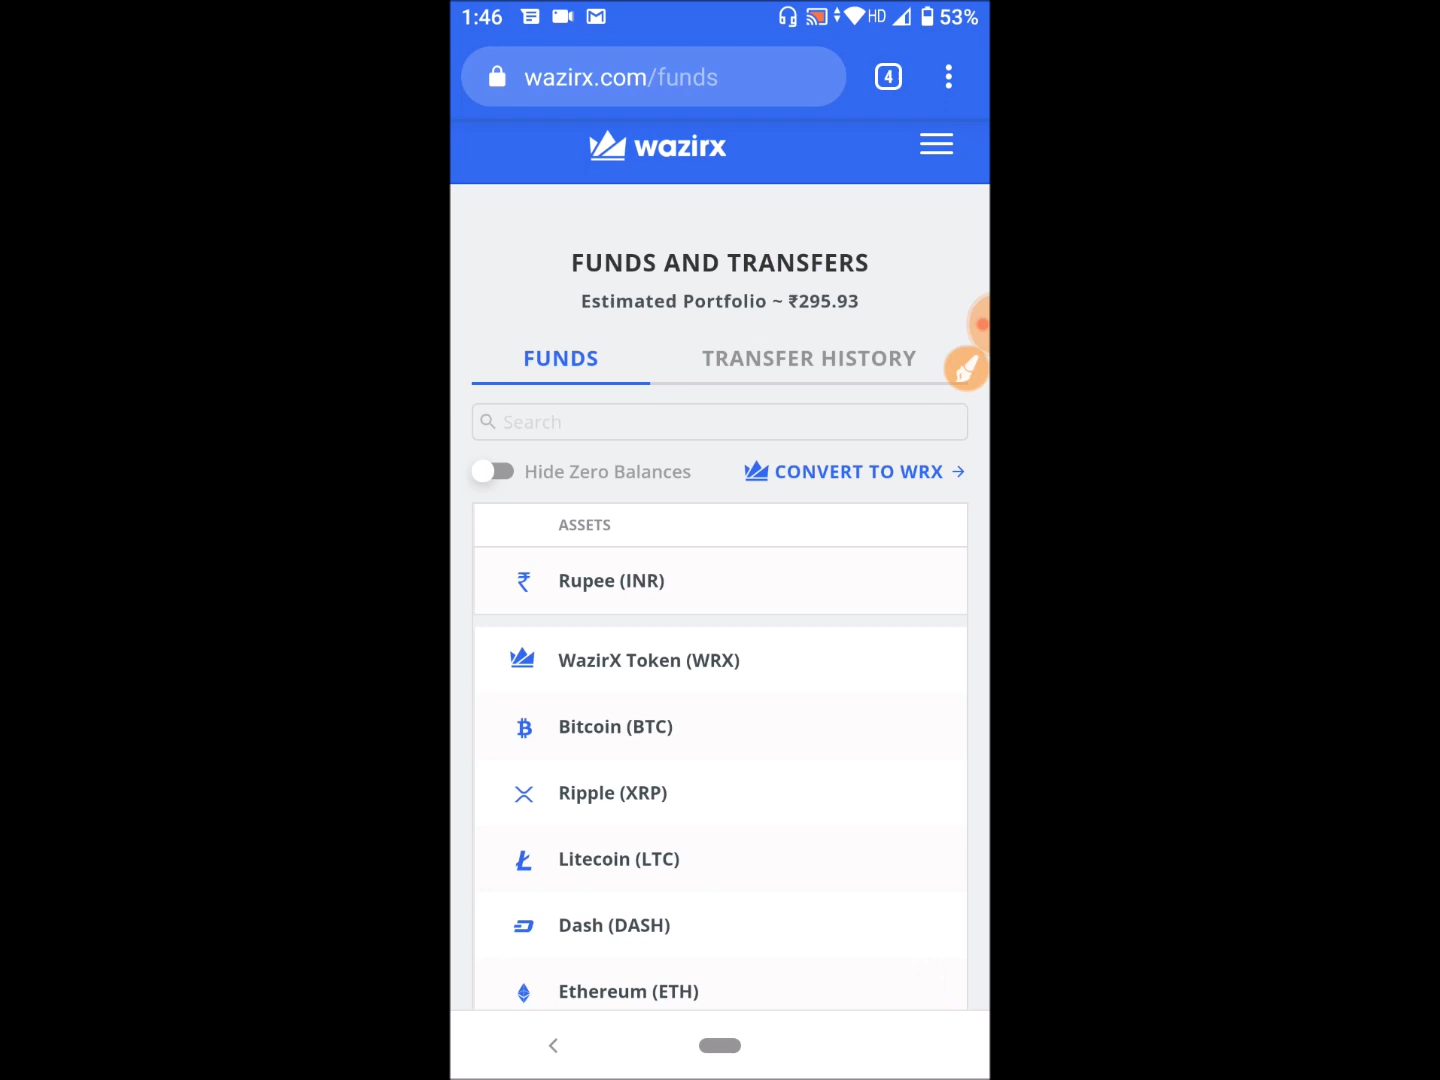 1:46 HD 53%
wazirx.com/funds 4
wazirx
FUNDS AND TRANSFERS
Estimated Portfolio ~ ₹295.93
FUNDS TRANSFER HISTORY
Search
Hide Zero Balances CONVERT TO WRX →
ASSETS
₹ Rupee (INR)
WazirX Token (WRX)
Bitcoin (BTC)
Ripple (XRP)
Litecoin (LTC)
Dash (DASH)
Ethereum (ETH)